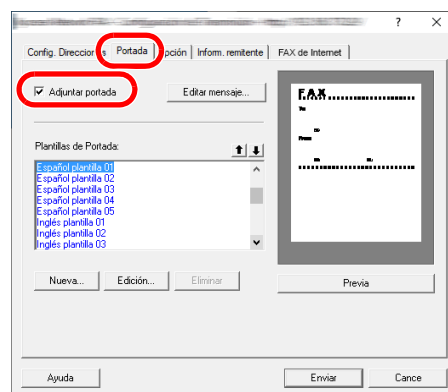 ? X
Config. Direcciones Portada pción Inform. remitente FAX de Internet
Adjuntar portada
Editar mensaje...
FAX
Plantillas de Portada:
Español plantilla 01
Español plantilla 02
Español plantilla 03
Español plantilla 04
Español plantilla 05
Inglés plantilla 01
Inglés plantilla 02
Inglés plantilla 03
Nueva... Edición... Eliminar Previa
Ayuda Enviar Cance